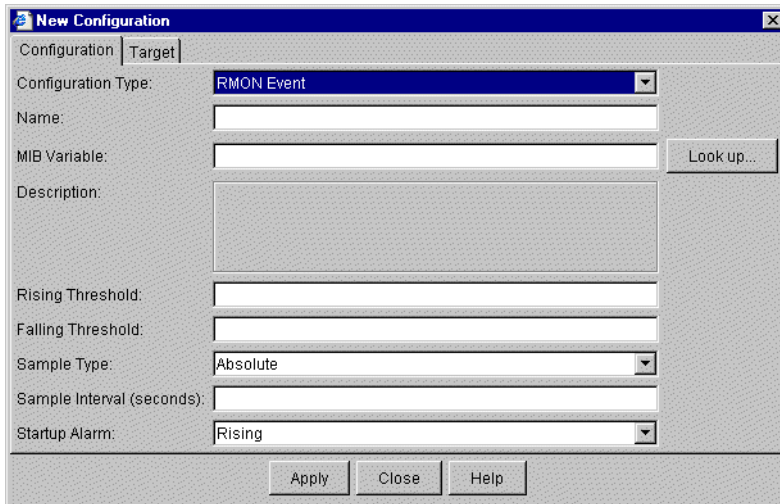 New Configuration
Configuration Target
Configuration Type: RMON Event
Name:
MIB Variable: Look up...
Description:
Rising Threshold:
Falling Threshold:
Sample Type: Absolute
Sample Interval (seconds):
Startup Alarm: Rising
Apply Close Help